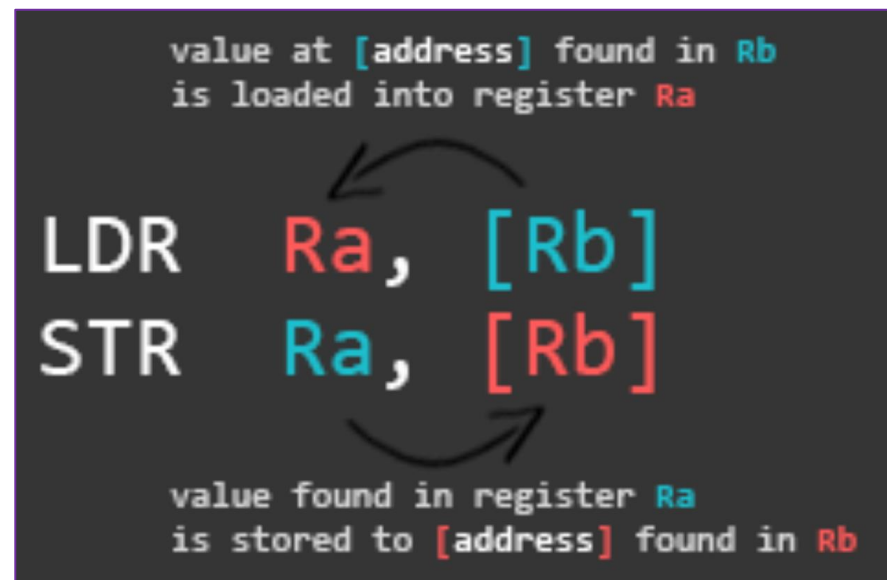 value at [address] found in Rb
is loaded into register Ra
LDR Ra, [Rb]
STR Ra, [Rb]
value found in register Ra
is stored to [address] found in Rb